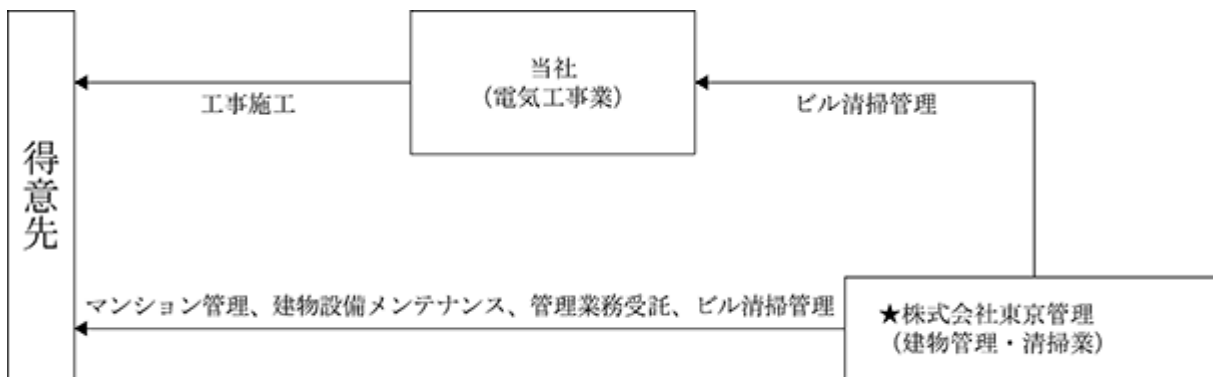 得意先
当社
(電気工事業)
工事施工
ビル清掃管理
マンション管理、建物設備メンテナンス、管理業務受託、ビル清掃管理
★株式会社東京管理
(建物管理・清掃業)